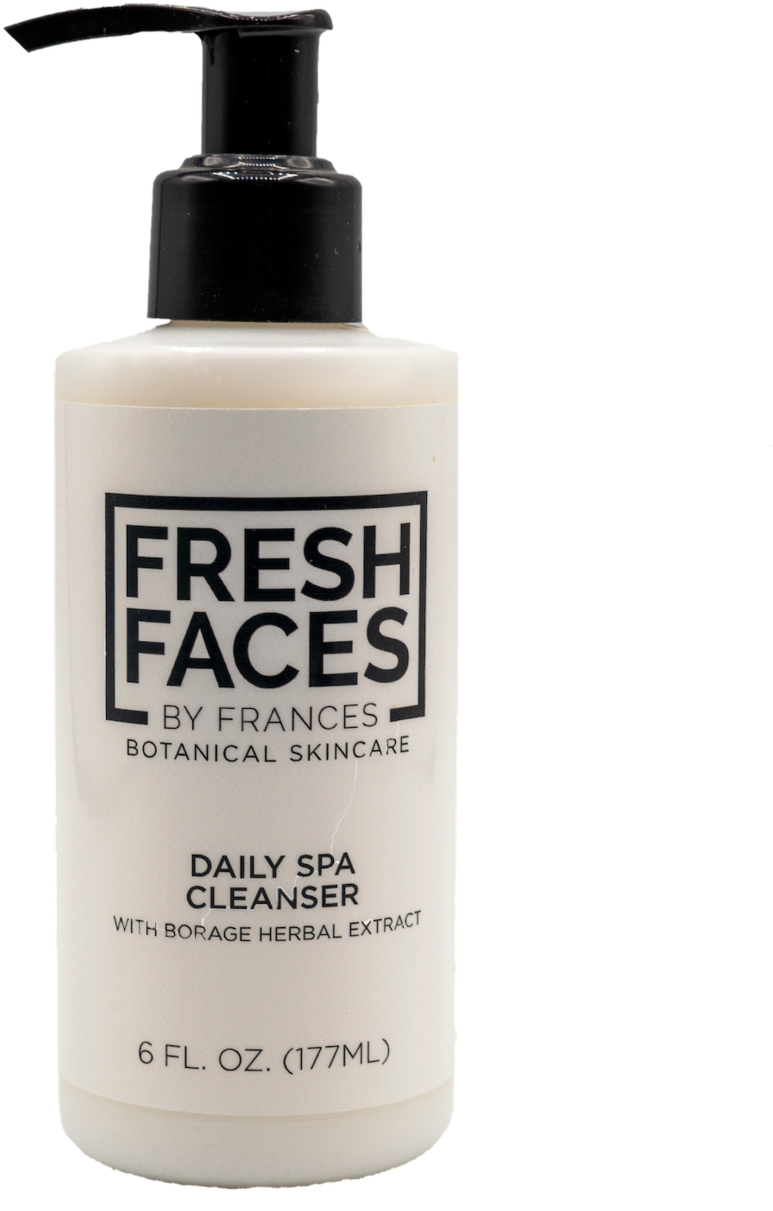 FRESH
FACES
BY FRANCES
BOTANICAL SKINCARE
DAILY SPA
CLEANSER
WITH BORAGE HERBAL EXTRACT
6 FL. OZ. (177ML)